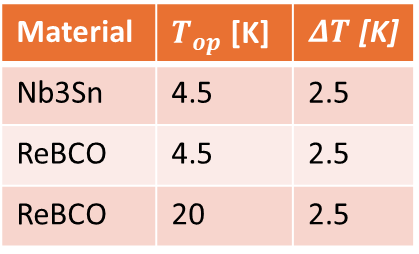 Material T_op [K] ΔT [K]
Nb3Sn 4.5 2.5
ReBCO 4.5 2.5
ReBCO 20 2.5